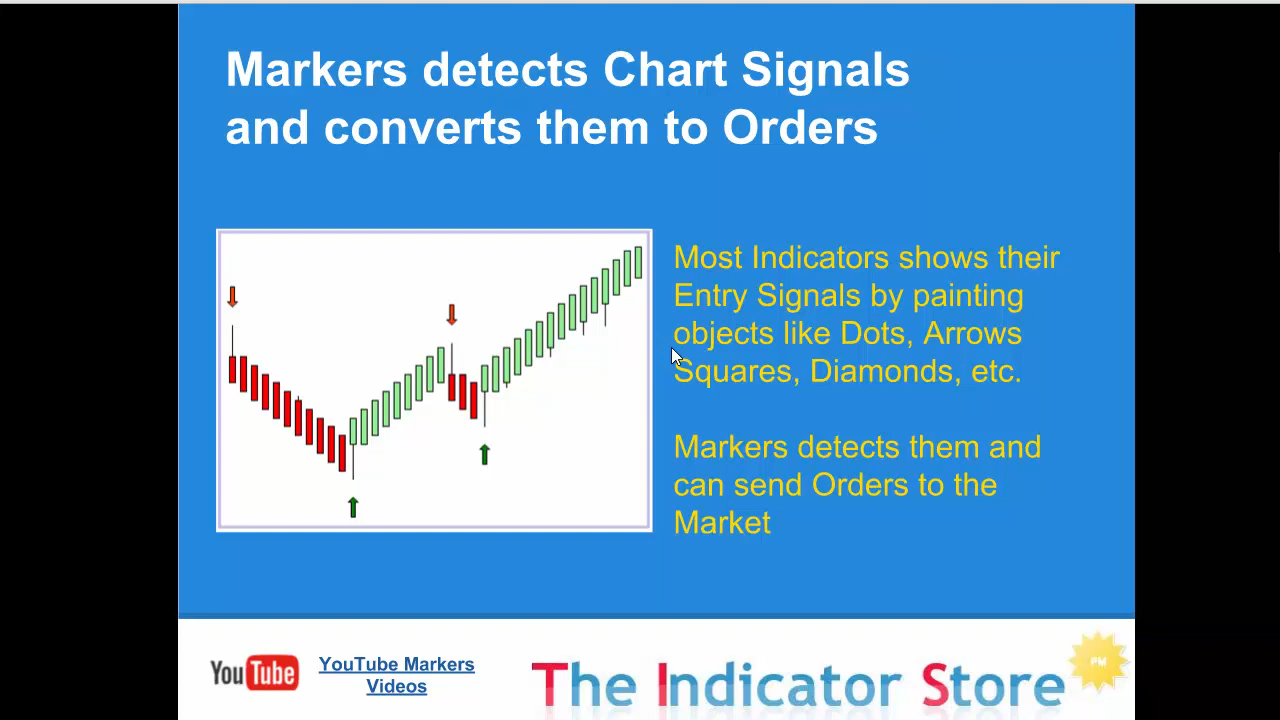 Markers detects Chart Signals
and converts them to Orders
Most Indicators shows their
Entry Signals by painting
objects like Dots, Arrows
Squares, Diamonds, etc.
Markers detects them and
can send Orders to the
Market
YouTube
YouTube Markers
Videos
The Indicator Store
PM